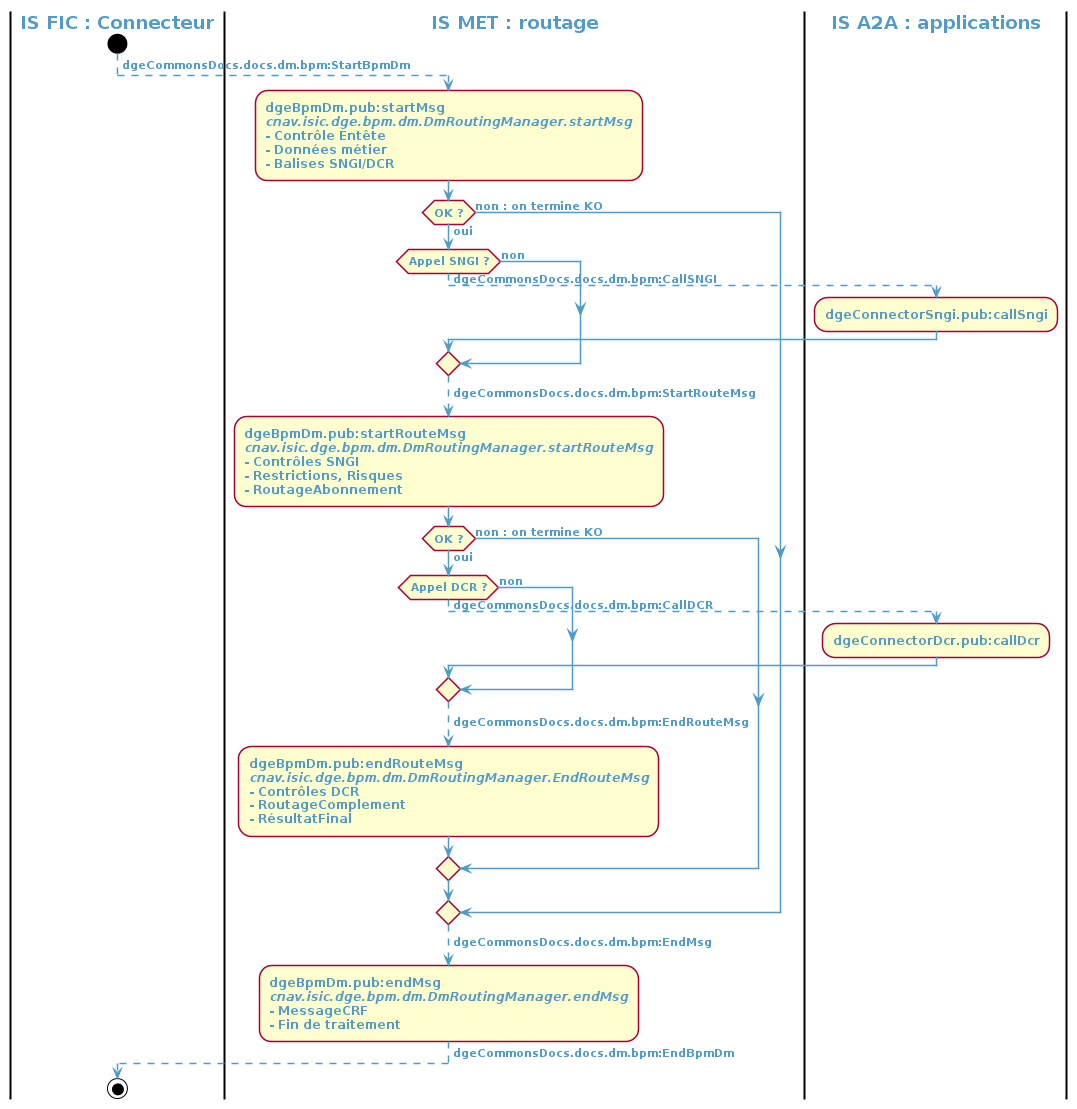 IS FIC : Connecteur
IS MET : routage
IS A2A : applications
dgeCommonsDocs.docs.dm.bpm:StartBpmDm
dgeBpmDm.pub:startMsg
cnav.isic.dge.bpm.dm.DmRoutingManager.startMsg
- Contrôle Entête
- Données métier
- Balises SNGI/DCR
OK ?
non : on termine KO
oui
Appel SNGI ?
non
dgeCommonsDocs.docs.dm.bpm:CallSNGI
dgeConnectorSngi.pub:callSngi
dgeCommonsDocs.docs.dm.bpm:StartRouteMsg
dgeBpmDm.pub:startRouteMsg
cnav.isic.dge.bpm.dm.DmRoutingManager.startRouteMsg
- Contrôles SNGI
- Restrictions, Risques
- RoutageAbonnement
OK ?
non : on termine KO
oui
Appel DCR ?
non
dgeCommonsDocs.docs.dm.bpm:CallDCR
dgeConnectorDcr.pub:callDcr
dgeCommonsDocs.docs.dm.bpm:EndRouteMsg
dgeBpmDm.pub:endRouteMsg
cnav.isic.dge.bpm.dm.DmRoutingManager.EndRouteMsg
- Contrôles DCR
- RoutageComplement
- RésultatFinal
dgeCommonsDocs.docs.dm.bpm:EndMsg
dgeBpmDm.pub:endMsg
cnav.isic.dge.bpm.dm.DmRoutingManager.endMsg
- MessageCRF
- Fin de traitement
dgeCommonsDocs.docs.dm.bpm:EndBpmDm